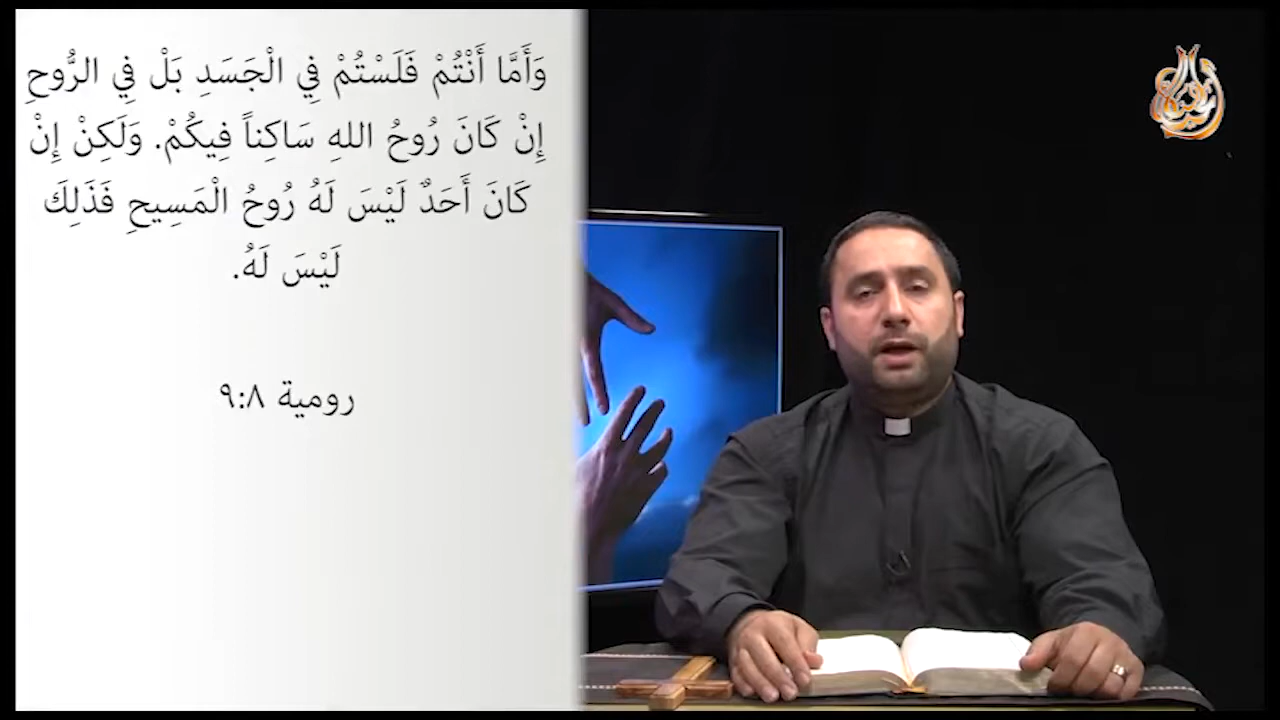 وَأَمَّا أَنْتُمْ فَلَسْتُمْ فِي الْجَسَدِ بَلْ فِي الرُّوحِ
إِنْ كَانَ رُوحُ اللهِ سَاكِناً فِيكُمْ. وَلَكِنْ إِنْ
كَانَ أَحَدٌ لَيْسَ لَهُ رُوحُ الْمَسِيحِ فَذَلِكَ
لَيْسَ لَهُ.
رومية ٩:٨